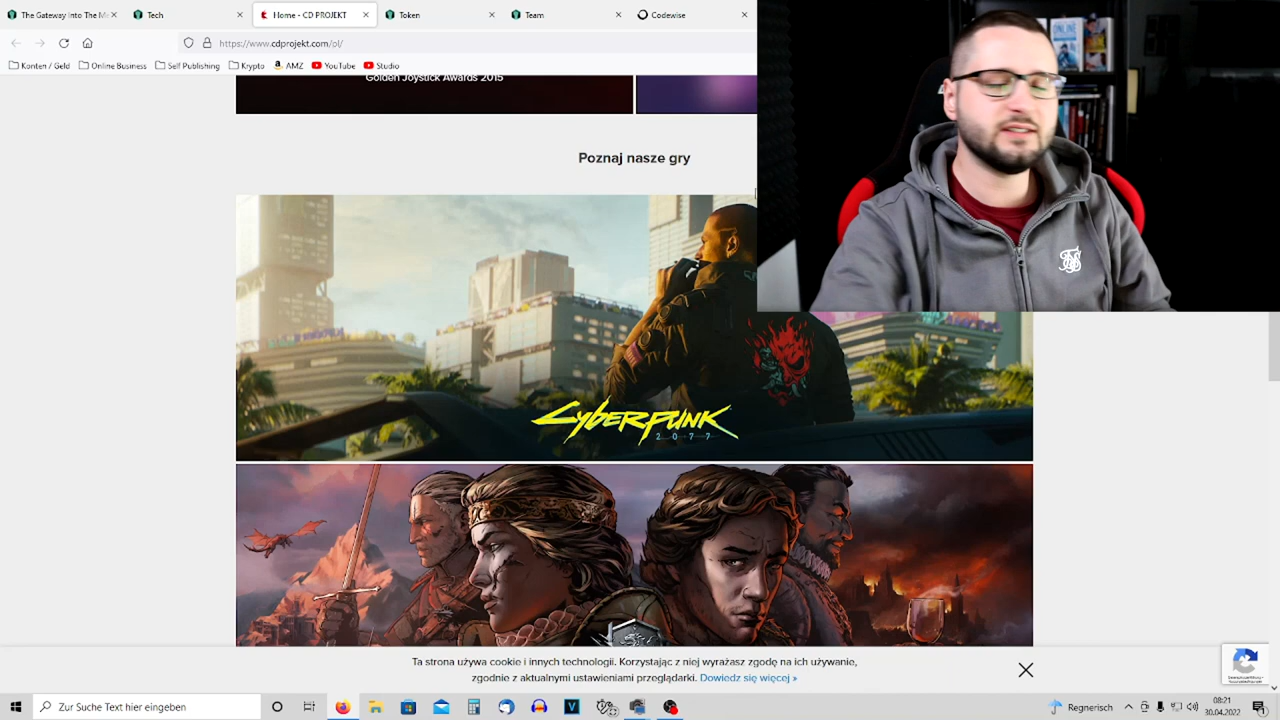 The Gateway Into The Me
Tech
Home - CD PROJEKT
Token
Team
Codewise
https://www.cdprojekt.com/pl/
Konten / Geld
Online Business
Self Publishing
Krypto
AMZ
YouTube
Studio
Golden Joystick Awards 2015
Poznaj nasze gry
ONLINE
CYBERPUNK
2077
Ta strona używa cookie i innych technologii. Korzystając z niej wyrażasz zgodę na ich używanie,
zgodnie z aktualnymi ustawieniami przeglądarki. Dowiedz się więcej »
Zur Suche Text hier eingeben
Regnerisch
08:21
30.04.2022